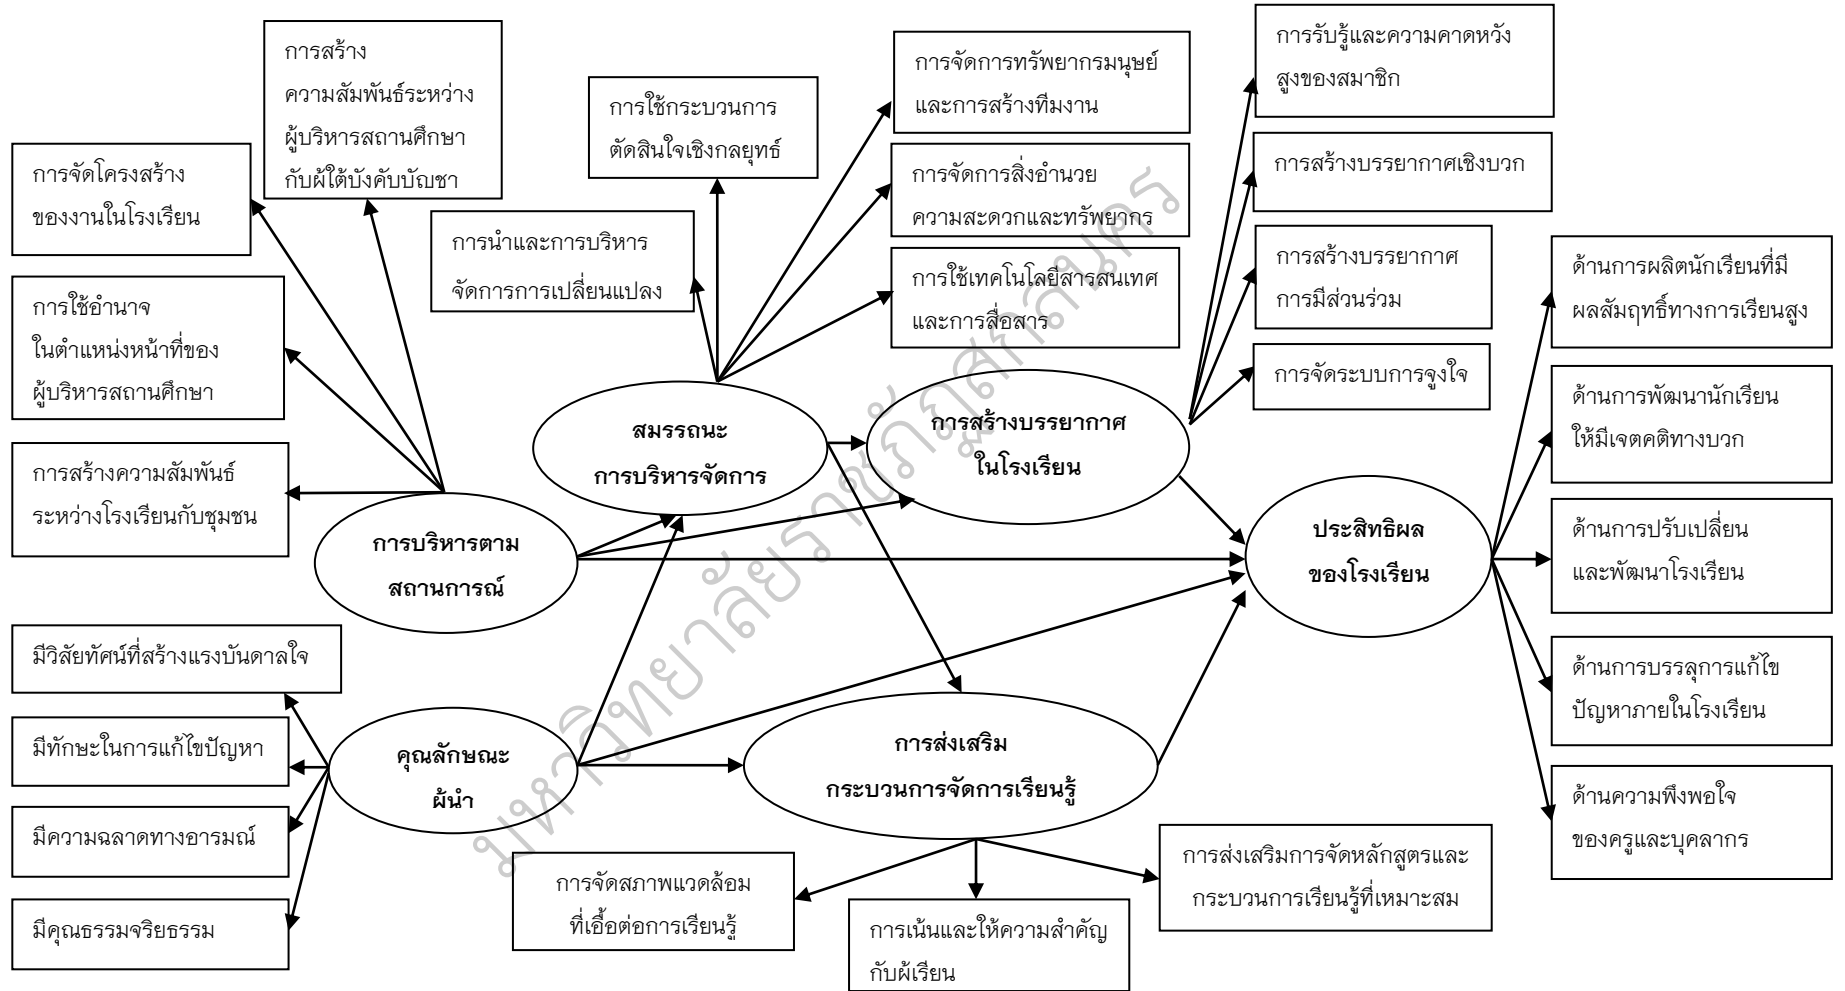 การสร้าง
ความสัมพันธ์ระหว่าง
ผู้บริหารสถานศึกษา
กับผู้ใต้บังคับบัญชา
การจัดโครงสร้าง
ของงานในโรงเรียน
การใช้อำนาจ
ในตำแหน่งหน้าที่ของ
ผู้บริหารสถานศึกษา
การสร้างความสัมพันธ์
ระหว่างโรงเรียนกับชุมชน
การบริหารตาม
สถานการณ์
มีวิสัยทัศน์ที่สร้างแรงบันดาลใจ
มีทักษะในการแก้ไขปัญหา
มีความฉลาดทางอารมณ์
มีคุณธรรมจริยธรรม
คุณลักษณะ
ผู้นำ
การใช้กระบวนการ
ตัดสินใจเชิงกลยุทธ์
การนำและการบริหาร
จัดการการเปลี่ยนแปลง
การจัดการทรัพยากรมนุษย์
และการสร้างทีมงาน
การจัดการสิ่งอำนวย
ความสะดวกและทรัพยากร
การใช้เทคโนโลยีสารสนเทศ
และการสื่อสาร
สมรรถนะ
การบริหารจัดการ
การสร้างบรรยากาศ
ในโรงเรียน
การรับรู้และความคาดหวัง
สูงของสมาชิก
การสร้างบรรยากาศเชิงบวก
การสร้างบรรยากาศ
การมีส่วนร่วม
การจัดระบบการจูงใจ
ประสิทธิผล
ของโรงเรียน
ด้านการผลิตนักเรียนที่มี
ผลสัมฤทธิ์ทางการเรียนสูง
ด้านการพัฒนานักเรียน
ให้มีเจตคติทางบวก
ด้านการปรับเปลี่ยน
และพัฒนาโรงเรียน
ด้านการบรรลุการแก้ไข
ปัญหาภายในโรงเรียน
ด้านความพึงพอใจ
ของครูและบุคลากร
การส่งเสริม
กระบวนการจัดการเรียนรู้
การจัดสภาพแวดล้อม
ที่เอื้อต่อการเรียนรู้
การเน้นและให้ความสำคัญ
กับผู้เรียน
การส่งเสริมการจัดหลักสูตรและ
กระบวนการเรียนรู้ที่เหมาะสม
มหาวิทยาลัยราชภัฏสกลนคร